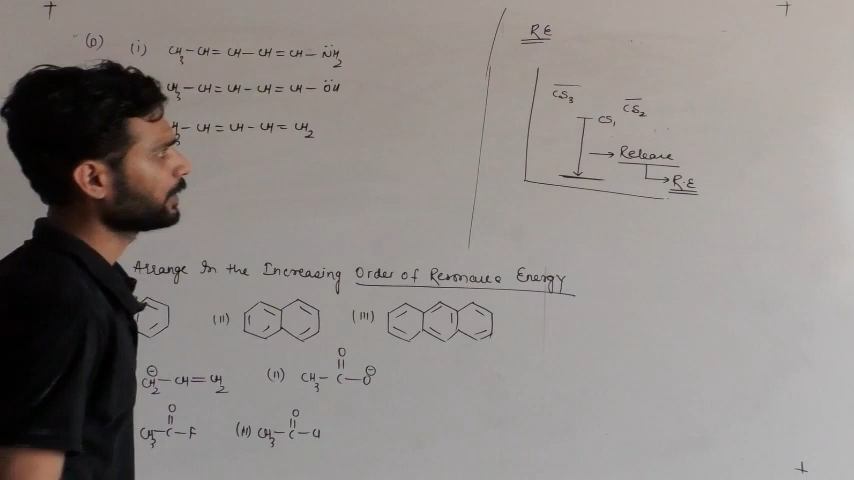 (D) (i) CH3-CH=CH-CH=CH-N̈H2
CH3-CH=CH-CH=CH-ÖH
H2-CH=CH-CH=CH2
RE
CS3
CS2
CS1
→ Release
→ R.E
Arrange In the Increasing Order of Resonance Energy
(II) (III)
⊖
CH2-CH=CH2
(II) CH3-C-O⊖
O
CH3-C-F
O
(II) CH3-C-Cl
O